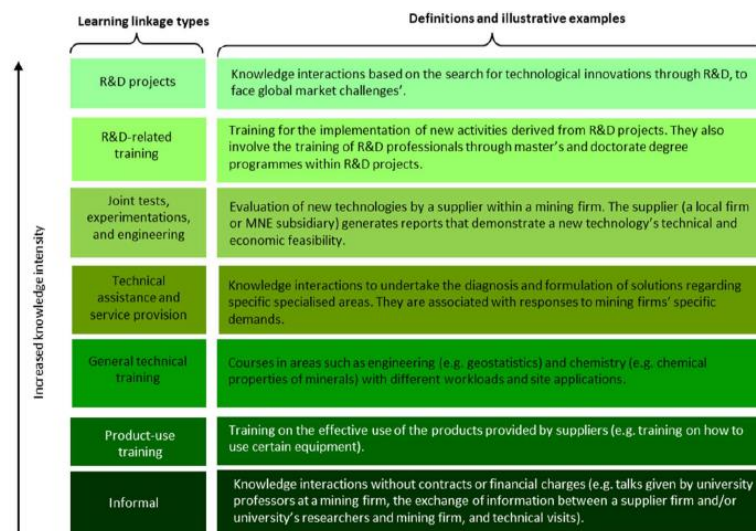 Learning linkage types
Definitions and illustrative examples
Increased knowledge intensity
R&D projects
Knowledge interactions based on the search for technological innovations through R&D, to
face global market challenges’.
R&D-related
training
Training for the implementation of new activities derived from R&D projects. They also
involve the training of R&D professionals through master’s and doctorate degree
programmes within R&D projects.
Joint tests,
experimentations,
and engineering
Evaluation of new technologies by a supplier within a mining firm. The supplier (a local firm
or MNE subsidiary) generates reports that demonstrate a new technology’s technical and
economic feasibility.
Technical
assistance and
service provision
Knowledge interactions to undertake the diagnosis and formulation of solutions regarding
specific specialised areas. They are associated with responses to mining firms’ specific
demands.
General technical
training
Courses in areas such as engineering (e.g. geostatistics) and chemistry (e.g. chemical
properties of minerals) with different workloads and site applications.
Product-use
training
Training on the effective use of the products provided by suppliers (e.g. training on how to
use certain equipment).
Informal
Knowledge interactions without contracts or financial charges (e.g. talks given by university
professors at a mining firm, the exchange of information between a supplier firm and/or
university’s researchers and mining firm, and technical visits).